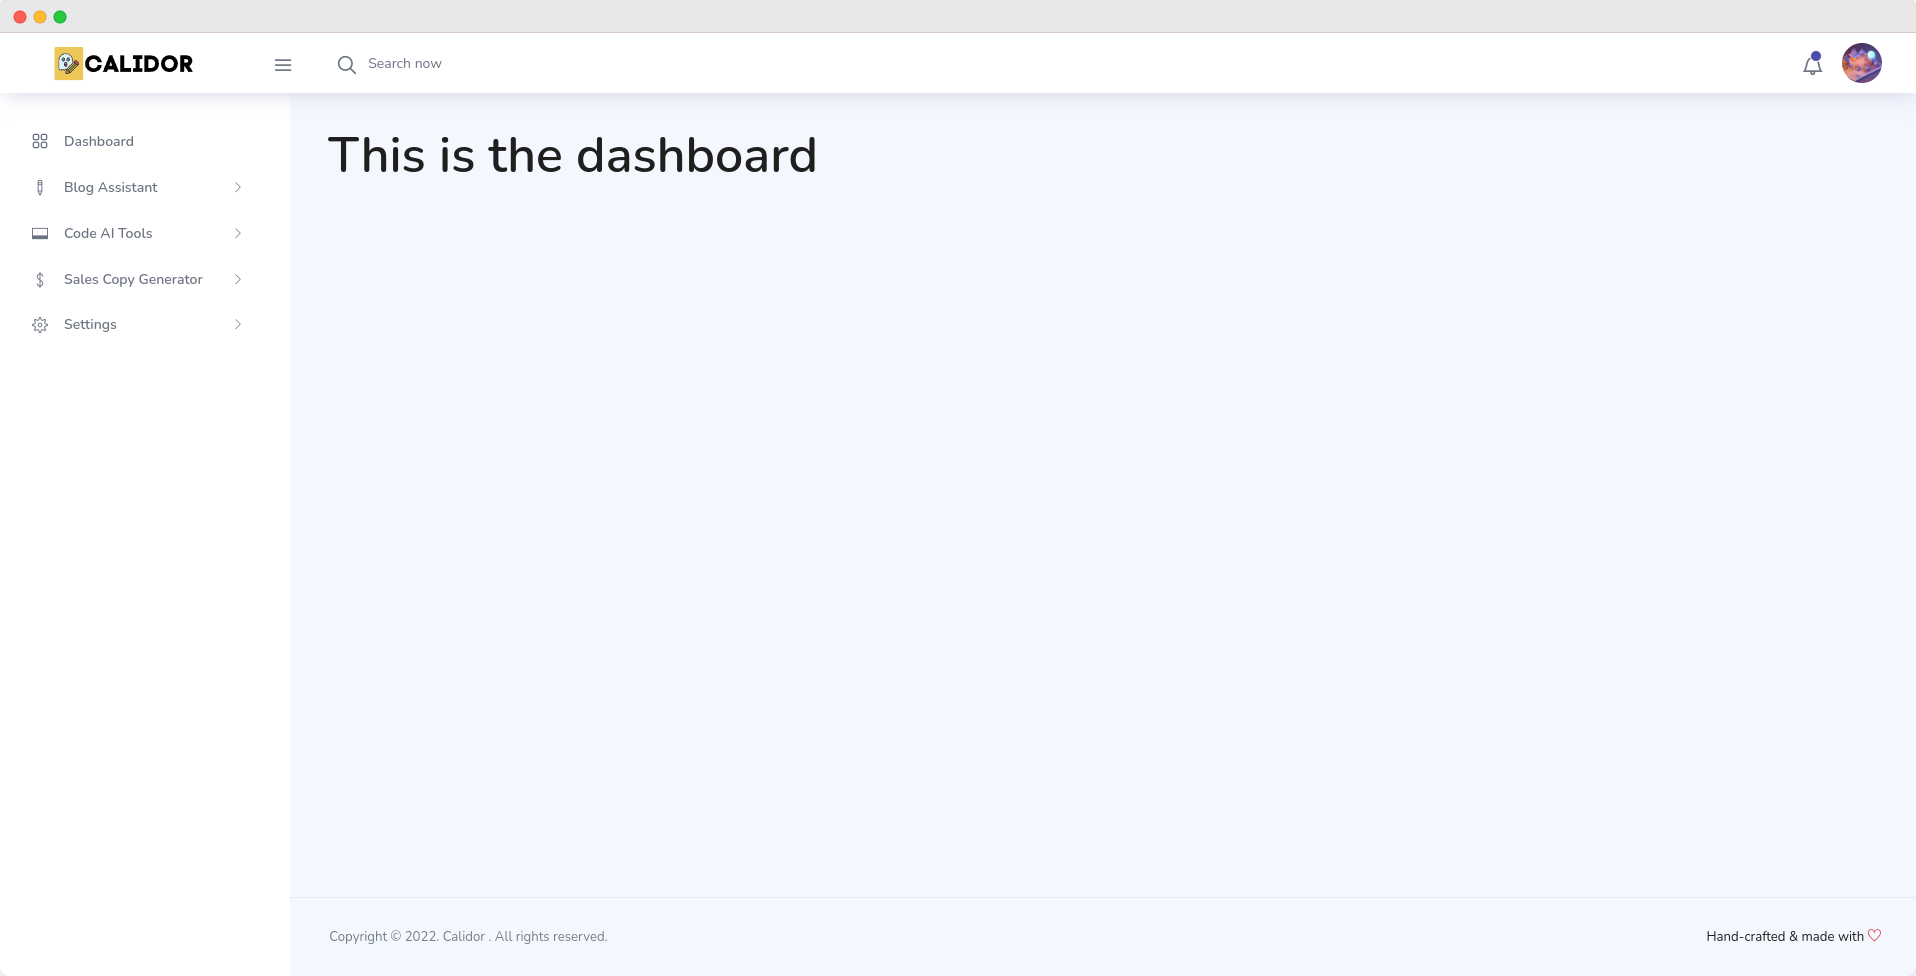 CALIDOR
Search now
Dashboard
Blog Assistant
Code AI Tools
Sales Copy Generator
Settings
This is the dashboard
Copyright © 2022. Calidor . All rights reserved.
Hand-crafted & made with ♡